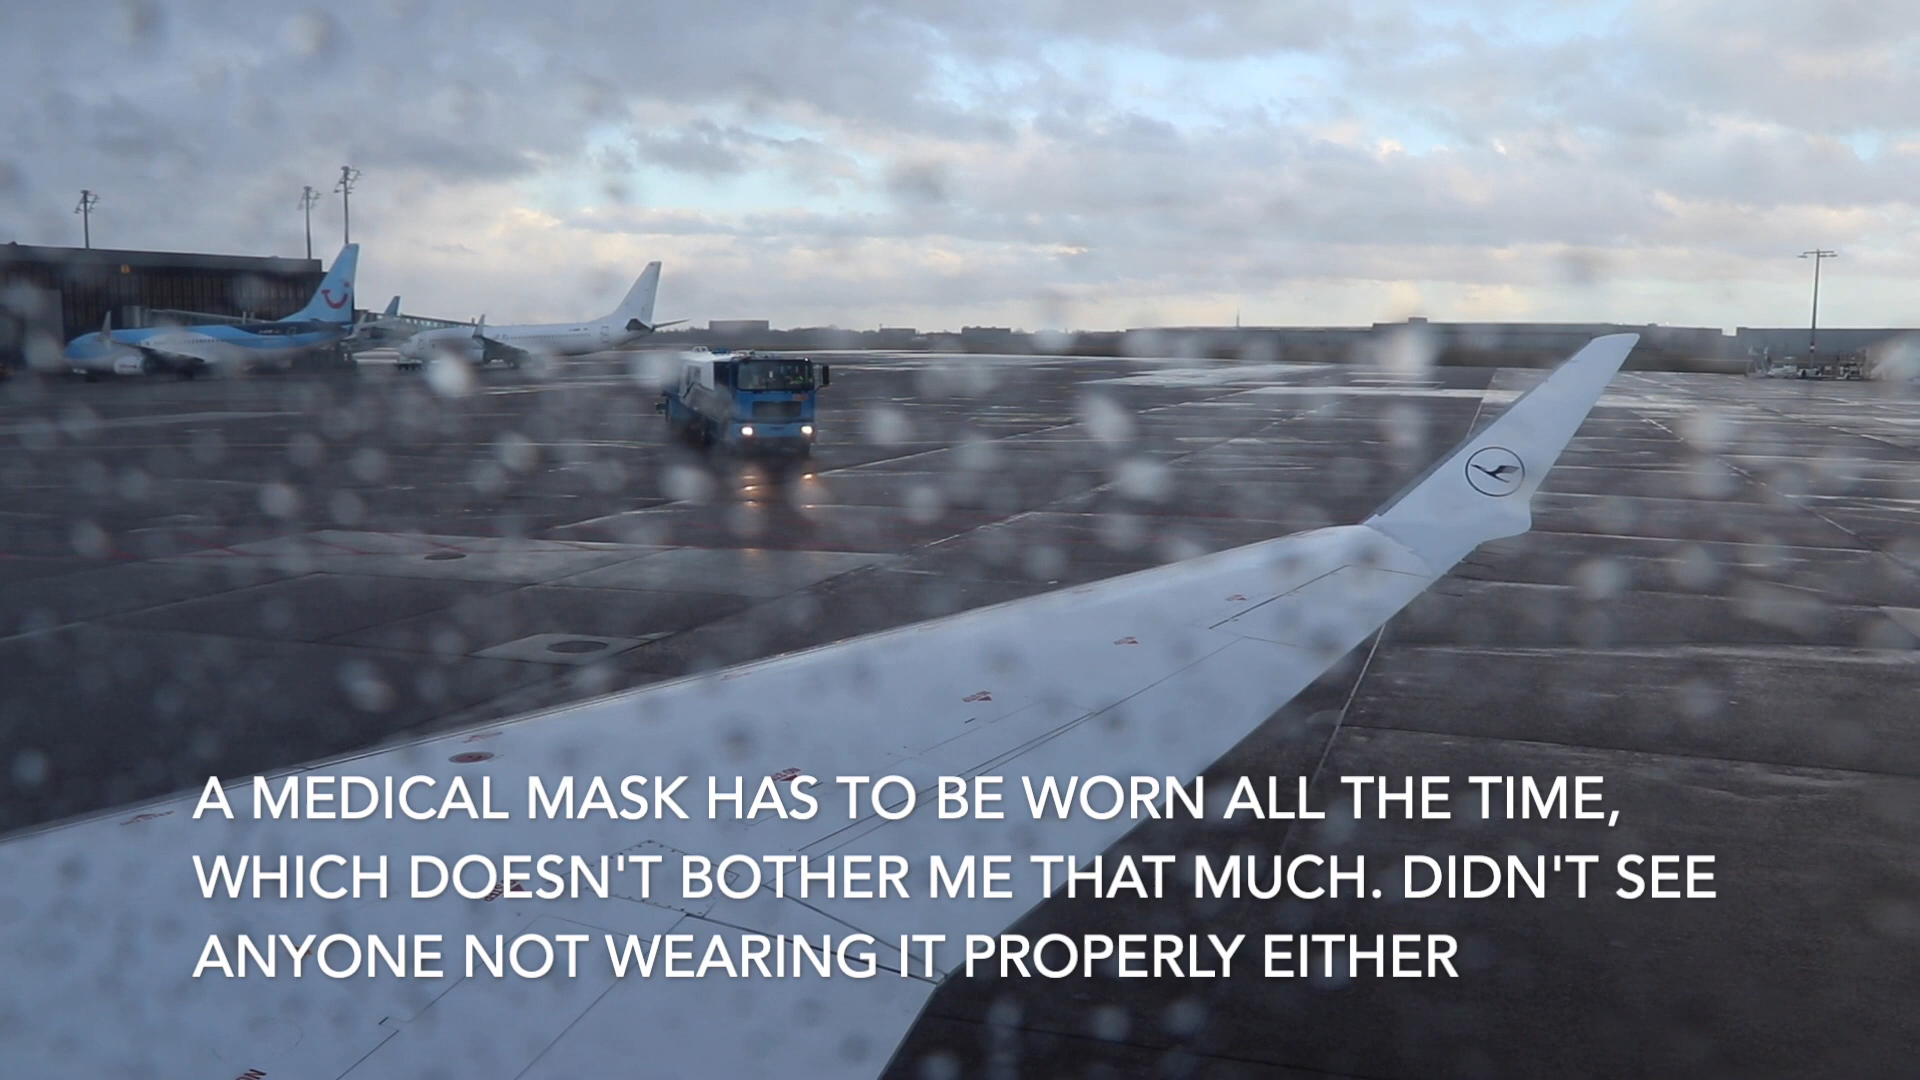 A MEDICAL MASK HAS TO BE WORN ALL THE TIME,
WHICH DOESN'T BOTHER ME THAT MUCH. DIDN'T SEE
ANYONE NOT WEARING IT PROPERLY EITHER